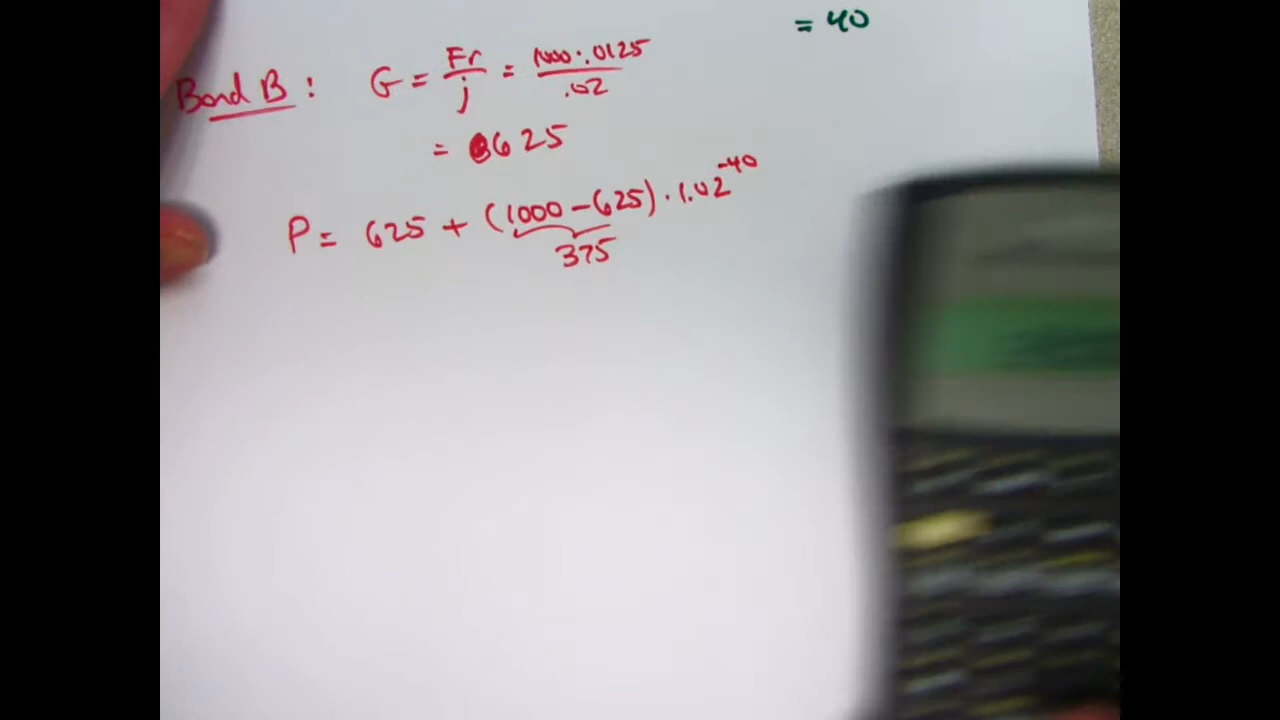 = 40
Bond B : G = Fr/j = 1000·.0125/.02
= 625
P = 625 + (1000 - 625) · 1.02^-40
375